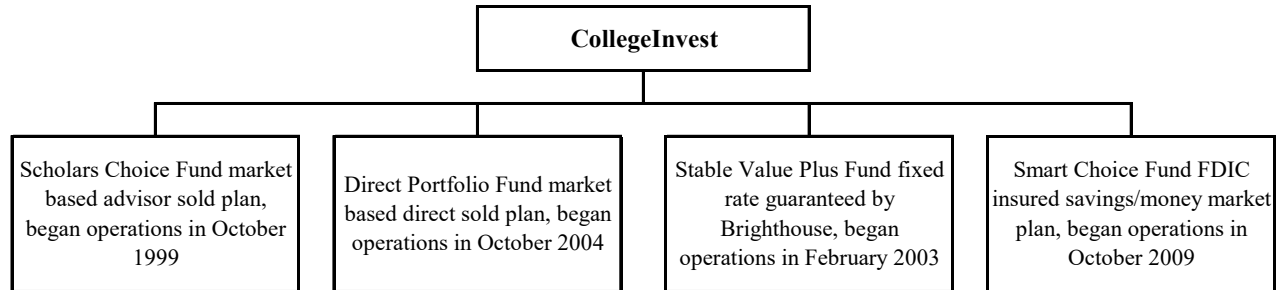 CollegeInvest
Scholars Choice Fund market
based advisor sold plan,
began operations in October
1999
Direct Portfolio Fund market
based direct sold plan, began
operations in October 2004
Stable Value Plus Fund fixed
rate guaranteed by
Brighthouse, began
operations in February 2003
Smart Choice Fund FDIC
insured savings/money market
plan, began operations in
October 2009